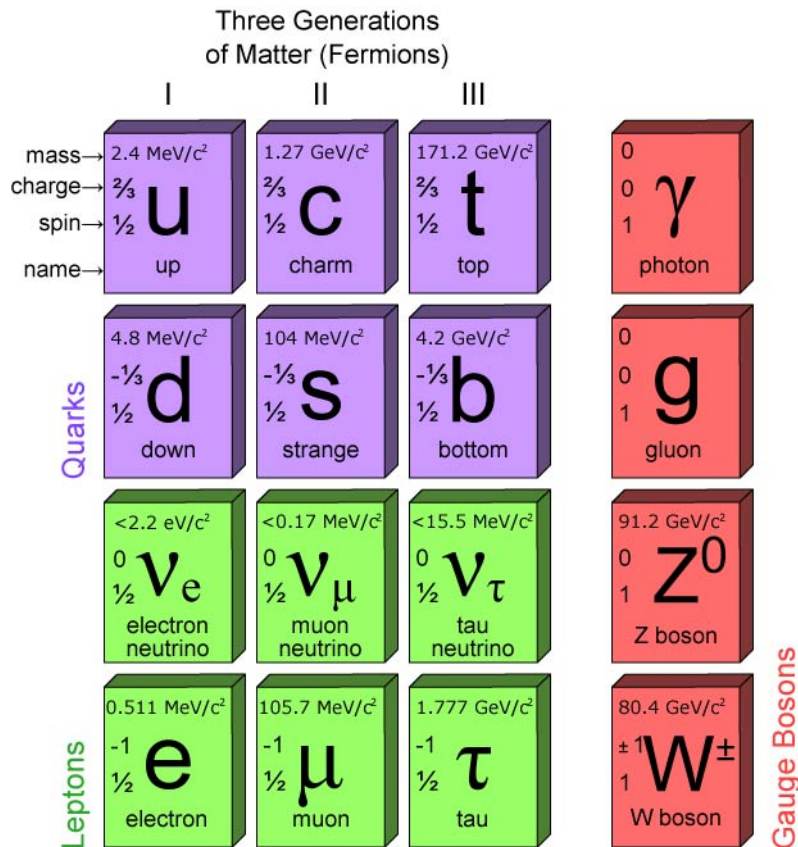 Three Generations
of Matter (Fermions)
I II III
mass→
charge→
spin→
name→
2.4 MeV/c²
⅔
½
u
up
1.27 GeV/c²
⅔
½
c
charm
171.2 GeV/c²
⅔
½
t
top
0
0
1
γ
photon
Quarks
4.8 MeV/c²
-⅓
½
d
down
104 MeV/c²
-⅓
½
s
strange
4.2 GeV/c²
-⅓
½
b
bottom
0
0
1
g
gluon
<2.2 eV/c²
0
½
νe
electron
neutrino
<0.17 MeV/c²
0
½
νμ
muon
neutrino
<15.5 MeV/c²
0
½
ντ
tau
neutrino
91.2 GeV/c²
0
1
Z⁰
Z boson
Leptons
0.511 MeV/c²
-1
½
e
electron
105.7 MeV/c²
-1
½
μ
muon
1.777 GeV/c²
-1
½
τ
tau
80.4 GeV/c²
±1
1
W±
W boson
Gauge Bosons